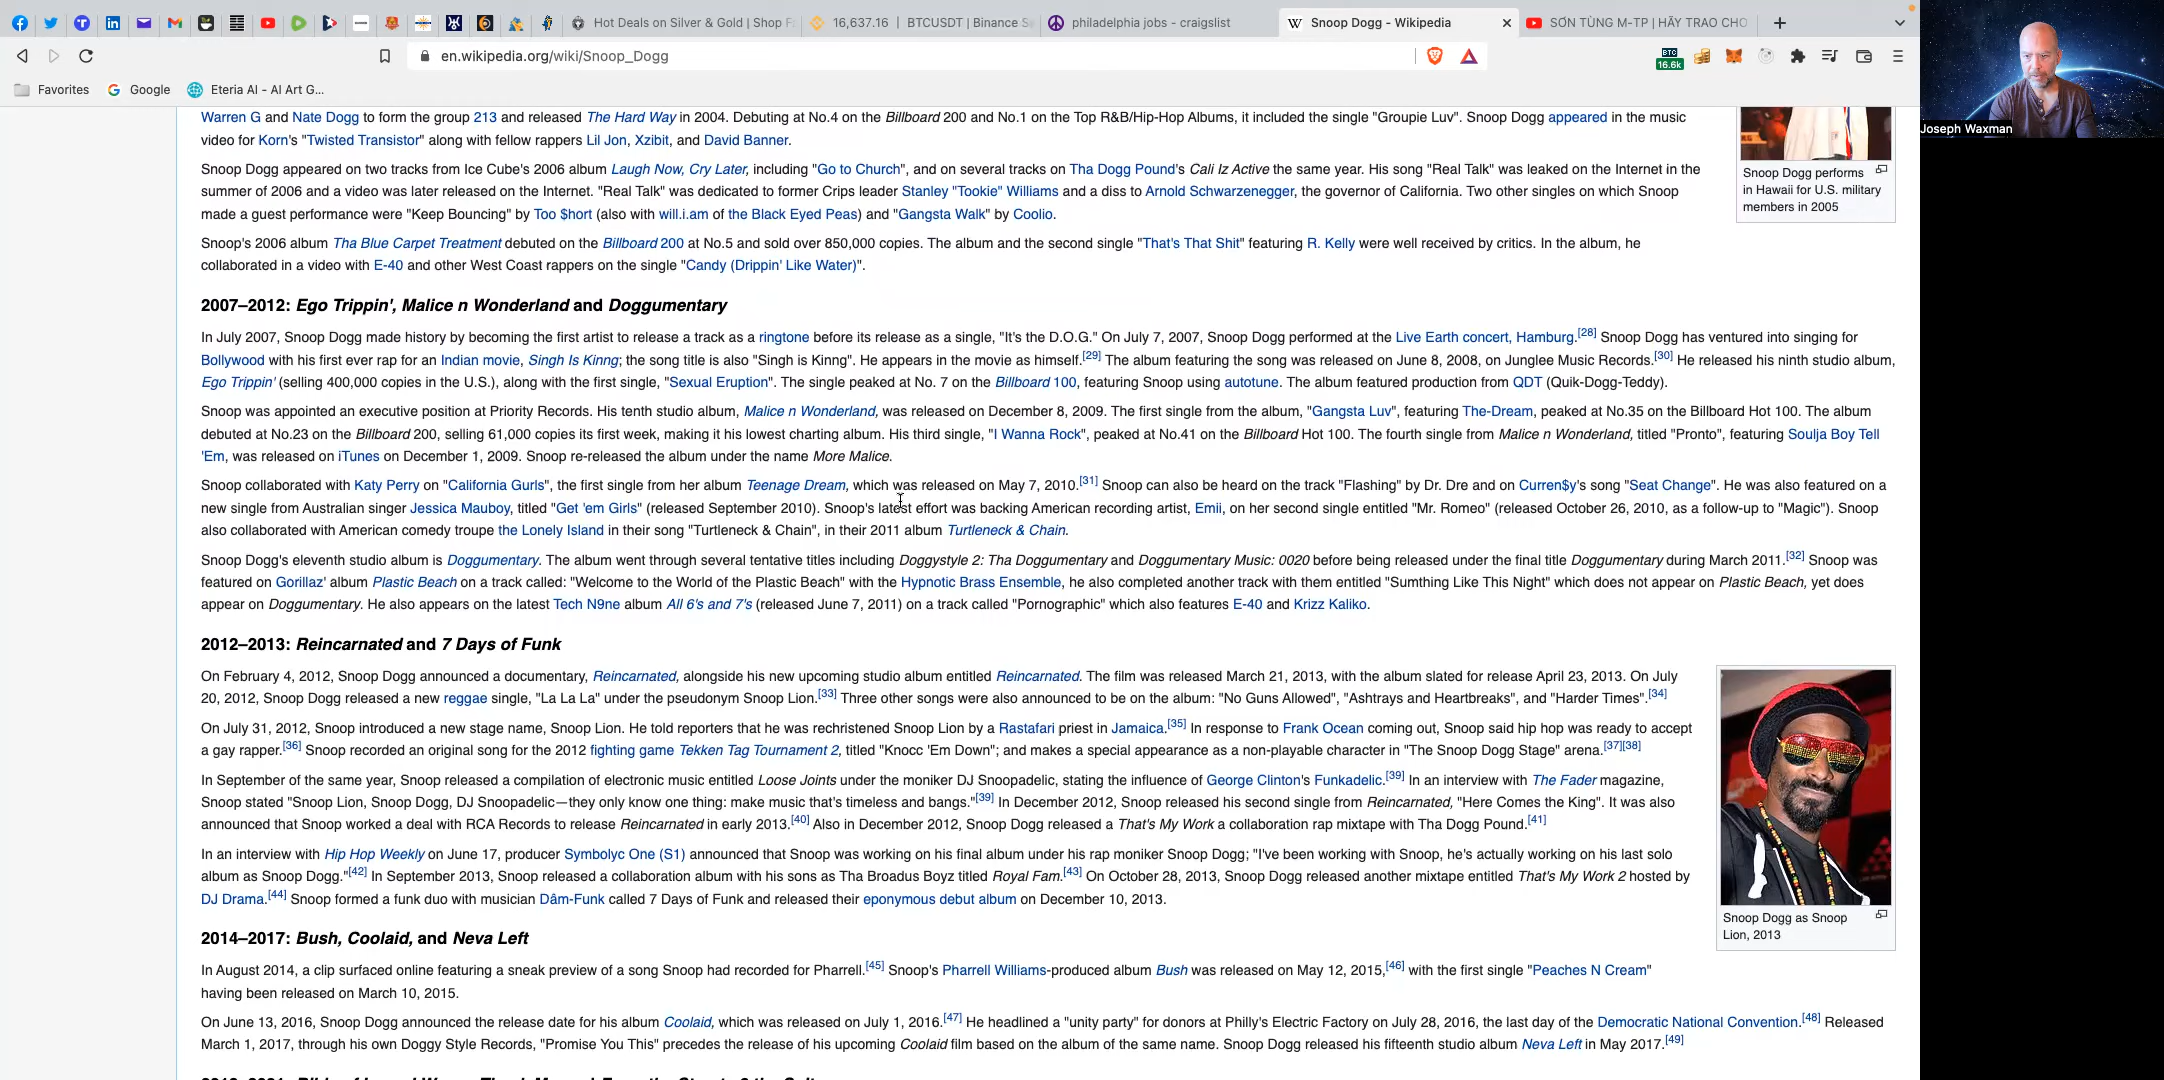 Hot Deals on Silver & Gold | Shop F
16,637.16 | BTCUSDT | Binance S
philadelphia jobs - craigslist
Snoop Dogg - Wikipedia
SƠN TÙNG M-TP | HÃY TRAO CHO
en.wikipedia.org/wiki/Snoop_Dogg
BTC
16.6k
Favorites
Google
Eteria AI - AI Art G...
Joseph Waxman
Warren G and Nate Dogg to form the group 213 and released The Hard Way in 2004. Debuting at No.4 on the Billboard 200 and No.1 on the Top R&B/Hip-Hop Albums, it included the single "Groupie Luv". Snoop Dogg appeared in the music
video for Korn's "Twisted Transistor" along with fellow rappers Lil Jon, Xzibit, and David Banner.
Snoop Dogg appeared on two tracks from Ice Cube's 2006 album Laugh Now, Cry Later, including "Go to Church", and on several tracks on Tha Dogg Pound's Cali Iz Active the same year. His song "Real Talk" was leaked on the Internet in the
summer of 2006 and a video was later released on the Internet. "Real Talk" was dedicated to former Crips leader Stanley "Tookie" Williams and a diss to Arnold Schwarzenegger, the governor of California. Two other singles on which Snoop
made a guest performance were "Keep Bouncing" by Too $hort (also with will.i.am of the Black Eyed Peas) and "Gangsta Walk" by Coolio.
Snoop Dogg performs
in Hawaii for U.S. military
members in 2005
Snoop's 2006 album Tha Blue Carpet Treatment debuted on the Billboard 200 at No.5 and sold over 850,000 copies. The album and the second single "That's That Shit" featuring R. Kelly were well received by critics. In the album, he
collaborated in a video with E-40 and other West Coast rappers on the single "Candy (Drippin' Like Water)".
2007–2012: Ego Trippin', Malice n Wonderland and Doggumentary
In July 2007, Snoop Dogg made history by becoming the first artist to release a track as a ringtone before its release as a single, "It's the D.O.G." On July 7, 2007, Snoop Dogg performed at the Live Earth concert, Hamburg.[28] Snoop Dogg has ventured into singing for
Bollywood with his first ever rap for an Indian movie, Singh Is Kinng; the song title is also "Singh is Kinng". He appears in the movie as himself.[29] The album featuring the song was released on June 8, 2008, on Junglee Music Records.[30] He released his ninth studio album,
Ego Trippin' (selling 400,000 copies in the U.S.), along with the first single, "Sexual Eruption". The single peaked at No. 7 on the Billboard 100, featuring Snoop using autotune. The album featured production from QDT (Quik-Dogg-Teddy).
Snoop was appointed an executive position at Priority Records. His tenth studio album, Malice n Wonderland, was released on December 8, 2009. The first single from the album, "Gangsta Luv", featuring The-Dream, peaked at No.35 on the Billboard Hot 100. The album
debuted at No.23 on the Billboard 200, selling 61,000 copies its first week, making it his lowest charting album. His third single, "I Wanna Rock", peaked at No.41 on the Billboard Hot 100. The fourth single from Malice n Wonderland, titled "Pronto", featuring Soulja Boy Tell
'Em, was released on iTunes on December 1, 2009. Snoop re-released the album under the name More Malice.
Snoop collaborated with Katy Perry on "California Gurls", the first single from her album Teenage Dream, which was released on May 7, 2010.[31] Snoop can also be heard on the track "Flashing" by Dr. Dre and on Curren$y's song "Seat Change". He was also featured on a
new single from Australian singer Jessica Mauboy, titled "Get 'em Girls" (released September 2010). Snoop's latest effort was backing American recording artist, Emii, on her second single entitled "Mr. Romeo" (released October 26, 2010, as a follow-up to "Magic"). Snoop
also collaborated with American comedy troupe the Lonely Island in their song "Turtleneck & Chain", in their 2011 album Turtleneck & Chain.
Snoop Dogg's eleventh studio album is Doggumentary. The album went through several tentative titles including Doggystyle 2: Tha Doggumentary and Doggumentary Music: 0020 before being released under the final title Doggumentary during March 2011.[32] Snoop was
featured on Gorillaz' album Plastic Beach on a track called: "Welcome to the World of the Plastic Beach" with the Hypnotic Brass Ensemble, he also completed another track with them entitled "Sumthing Like This Night" which does not appear on Plastic Beach, yet does
appear on Doggumentary. He also appears on the latest Tech N9ne album All 6's and 7's (released June 7, 2011) on a track called "Pornographic" which also features E-40 and Krizz Kaliko.
2012–2013: Reincarnated and 7 Days of Funk
On February 4, 2012, Snoop Dogg announced a documentary, Reincarnated, alongside his new upcoming studio album entitled Reincarnated. The film was released March 21, 2013, with the album slated for release April 23, 2013. On July
20, 2012, Snoop Dogg released a new reggae single, "La La La" under the pseudonym Snoop Lion.[33] Three other songs were also announced to be on the album: "No Guns Allowed", "Ashtrays and Heartbreaks", and "Harder Times".[34]
On July 31, 2012, Snoop introduced a new stage name, Snoop Lion. He told reporters that he was rechristened Snoop Lion by a Rastafari priest in Jamaica.[35] In response to Frank Ocean coming out, Snoop said hip hop was ready to accept
a gay rapper.[36] Snoop recorded an original song for the 2012 fighting game Tekken Tag Tournament 2, titled "Knocc 'Em Down"; and makes a special appearance as a non-playable character in "The Snoop Dogg Stage" arena.[37][38]
In September of the same year, Snoop released a compilation of electronic music entitled Loose Joints under the moniker DJ Snoopadelic, stating the influence of George Clinton's Funkadelic.[39] In an interview with The Fader magazine,
Snoop stated "Snoop Lion, Snoop Dogg, DJ Snoopadelic—they only know one thing: make music that's timeless and bangs."[39] In December 2012, Snoop released his second single from Reincarnated, "Here Comes the King". It was also
announced that Snoop worked a deal with RCA Records to release Reincarnated in early 2013.[40] Also in December 2012, Snoop Dogg released a That's My Work a collaboration rap mixtape with Tha Dogg Pound.[41]
In an interview with Hip Hop Weekly on June 17, producer Symbolyc One (S1) announced that Snoop was working on his final album under his rap moniker Snoop Dogg; "I've been working with Snoop, he's actually working on his last solo
album as Snoop Dogg."[42] In September 2013, Snoop released a collaboration album with his sons as Tha Broadus Boyz titled Royal Fam.[43] On October 28, 2013, Snoop Dogg released another mixtape entitled That's My Work 2 hosted by
DJ Drama.[44] Snoop formed a funk duo with musician Dâm-Funk called 7 Days of Funk and released their eponymous debut album on December 10, 2013.
Snoop Dogg as Snoop
Lion, 2013
2014–2017: Bush, Coolaid, and Neva Left
In August 2014, a clip surfaced online featuring a sneak preview of a song Snoop had recorded for Pharrell.[45] Snoop's Pharrell Williams-produced album Bush was released on May 12, 2015,[46] with the first single "Peaches N Cream"
having been released on March 10, 2015.
On June 13, 2016, Snoop Dogg announced the release date for his album Coolaid, which was released on July 1, 2016.[47] He headlined a "unity party" for donors at Philly's Electric Factory on July 28, 2016, the last day of the Democratic National Convention.[48] Released
March 1, 2017, through his own Doggy Style Records, "Promise You This" precedes the release of his upcoming Coolaid film based on the album of the same name. Snoop Dogg released his fifteenth studio album Neva Left in May 2017.[49]